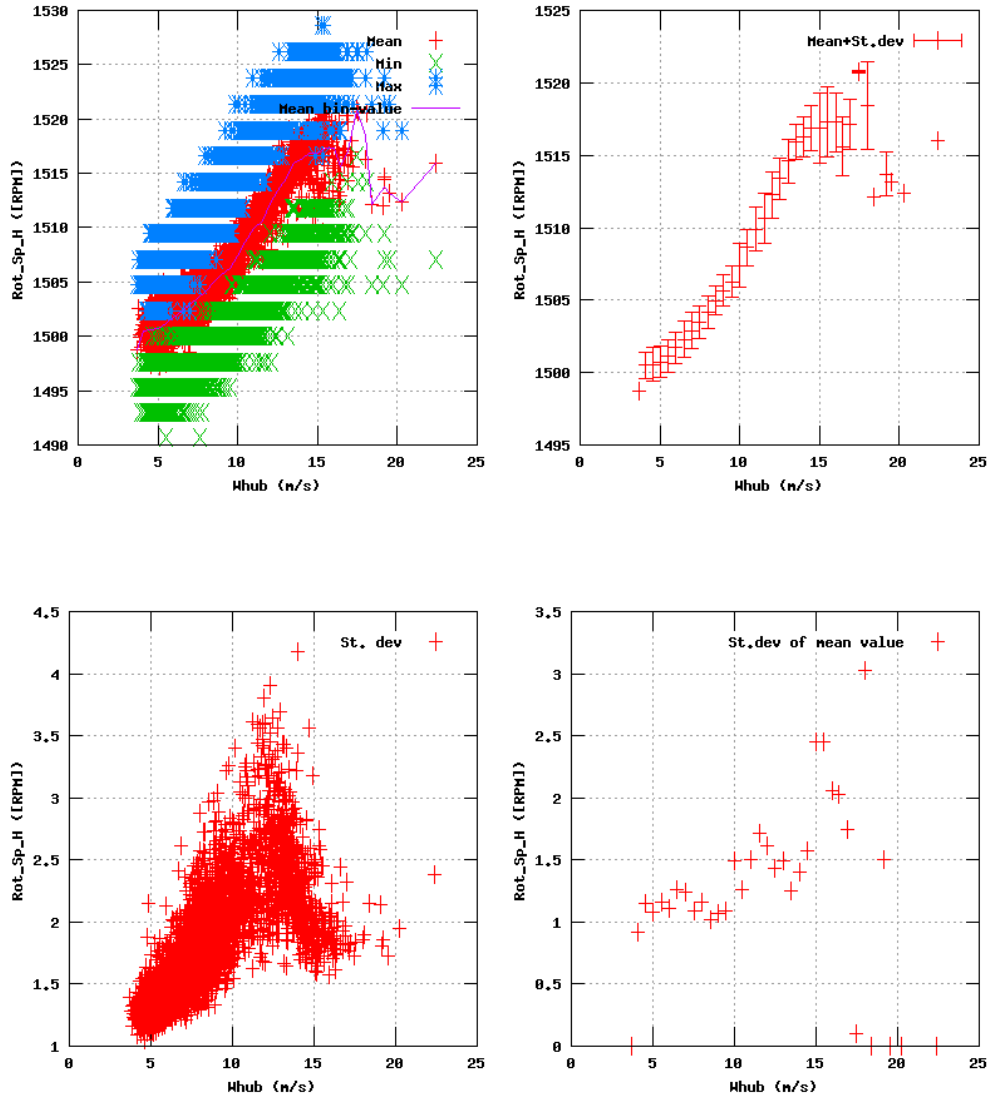 1530
1525
1520
1515
1510
1505
1500
1495
1490
Rot_Sp_H ([RPM])
0 5 10 15 20 25
Whub (m/s)
Mean
Min
Max
Mean bin-value
1525
1520
1515
1510
1505
1500
1495
Rot_Sp_H ([RPM])
0 5 10 15 20 25
Whub (m/s)
Mean+St.dev
4.5
4
3.5
3
2.5
2
1.5
1
Rot_Sp_H ([RPM])
0 5 10 15 20 25
Whub (m/s)
St. dev
3.5
3
2.5
2
1.5
1
0.5
0
Rot_Sp_H ([RPM])
0 5 10 15 20 25
Whub (m/s)
St.dev of mean value